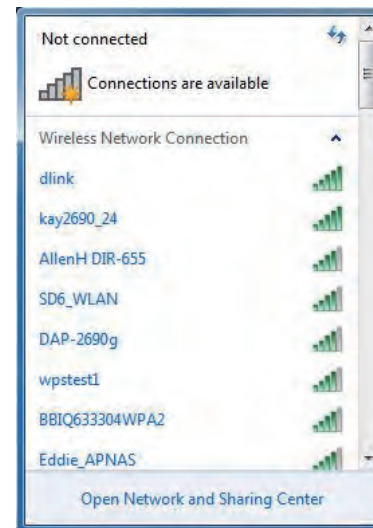 Not connected
Connections are available
Wireless Network Connection
dlink
kay2690_24
AllenH DIR-655
SD6_WLAN
DAP-2690g
wpstest1
BBIQ633304WPA2
Eddie_APNAS
Open Network and Sharing Center